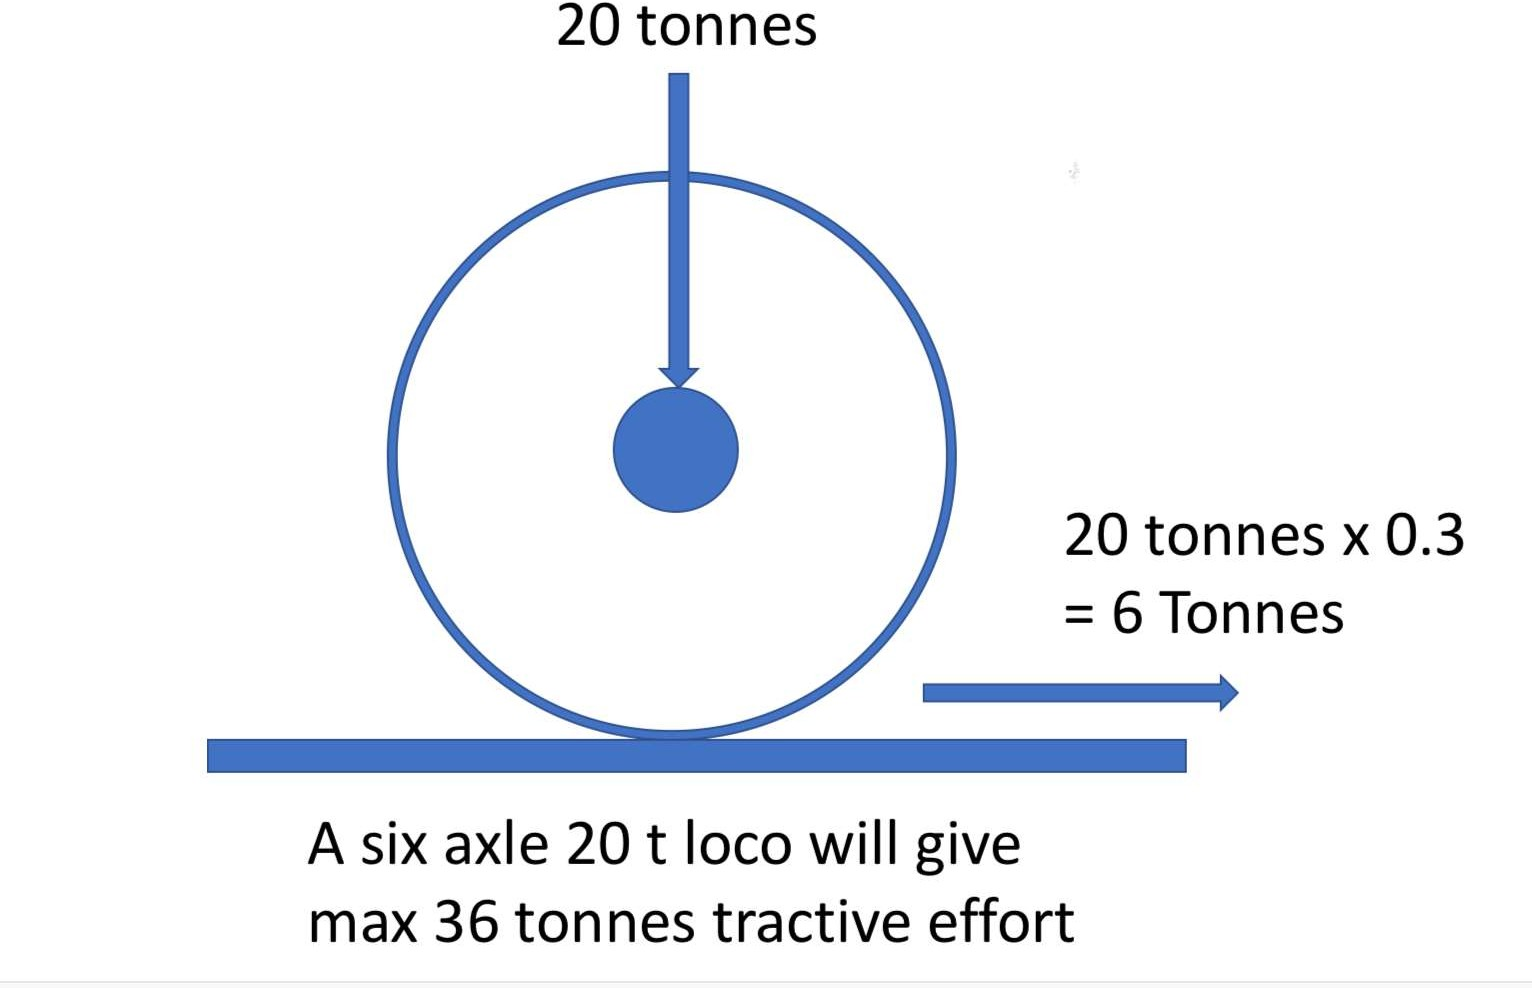 20 tonnes
20 tonnes x 0.3
= 6 Tonnes
A six axle 20 t loco will give
max 36 tonnes tractive effort